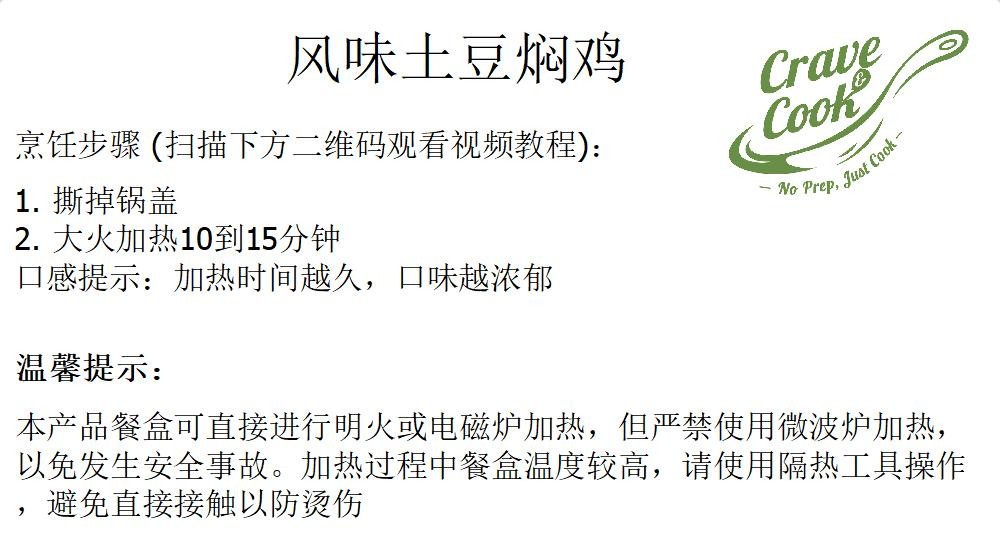 风味土豆焖鸡
Crave
&
Cook
— No Prep, Just Cook —
烹饪步骤 (扫描下方二维码观看视频教程)：
1. 撕掉锅盖
2. 大火加热10到15分钟
口感提示：加热时间越久，口味越浓郁
温馨提示：
本产品餐盒可直接进行明火或电磁炉加热，但严禁使用微波炉加热，
以免发生安全事故。加热过程中餐盒温度较高，请使用隔热工具操作
，避免直接接触以防烫伤